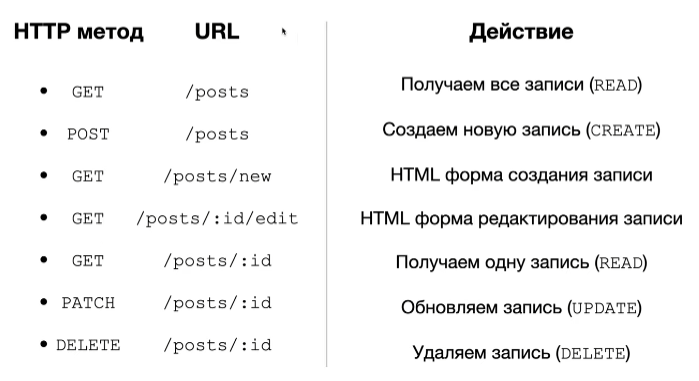 HTTP метод URL Действие
• GET /posts Получаем все записи (READ)
• POST /posts Создаем новую запись (CREATE)
• GET /posts/new HTML форма создания записи
• GET /posts/:id/edit HTML форма редактирования записи
• GET /posts/:id Получаем одну запись (READ)
• PATCH /posts/:id Обновляем запись (UPDATE)
• DELETE /posts/:id Удаляем запись (DELETE)